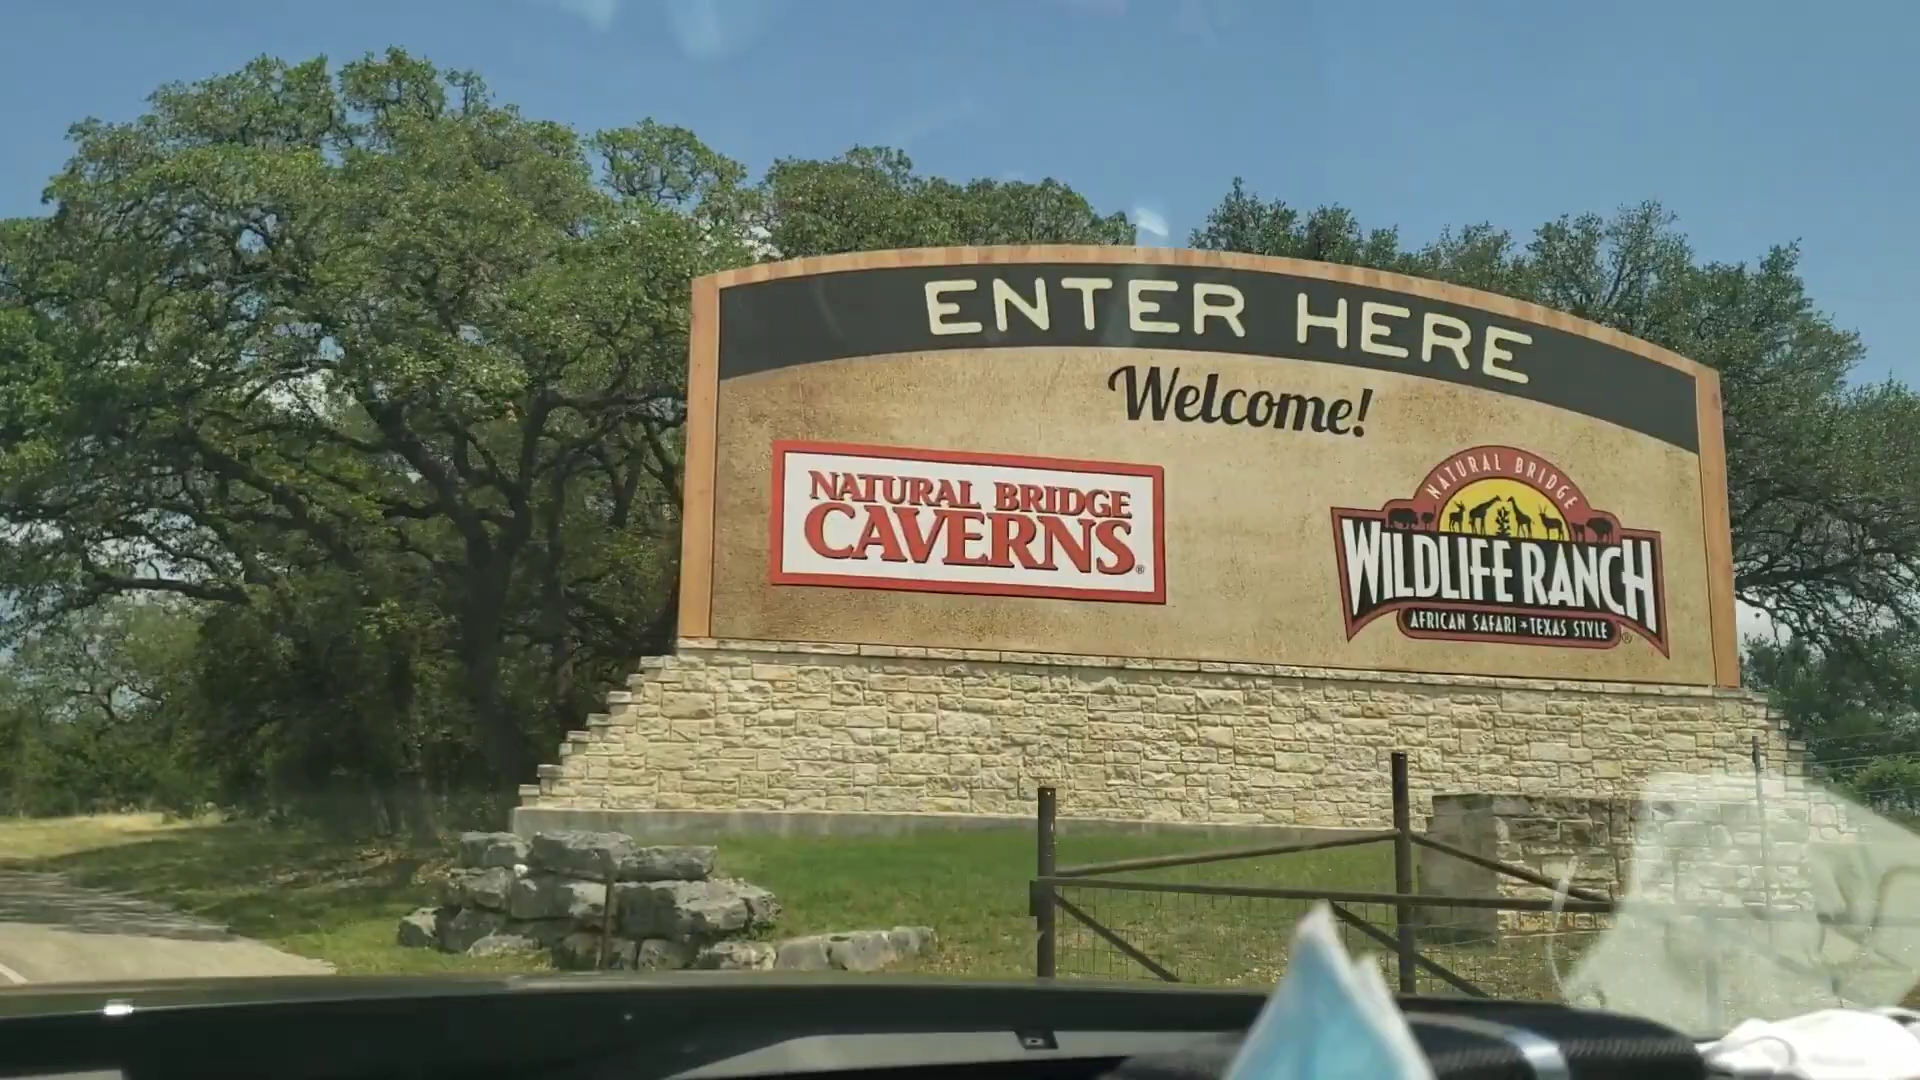 ENTER HERE
Welcome!
NATURAL BRIDGE
CAVERNS®
NATURAL BRIDGE
WILDLIFE RANCH
AFRICAN SAFARI • TEXAS STYLE ®